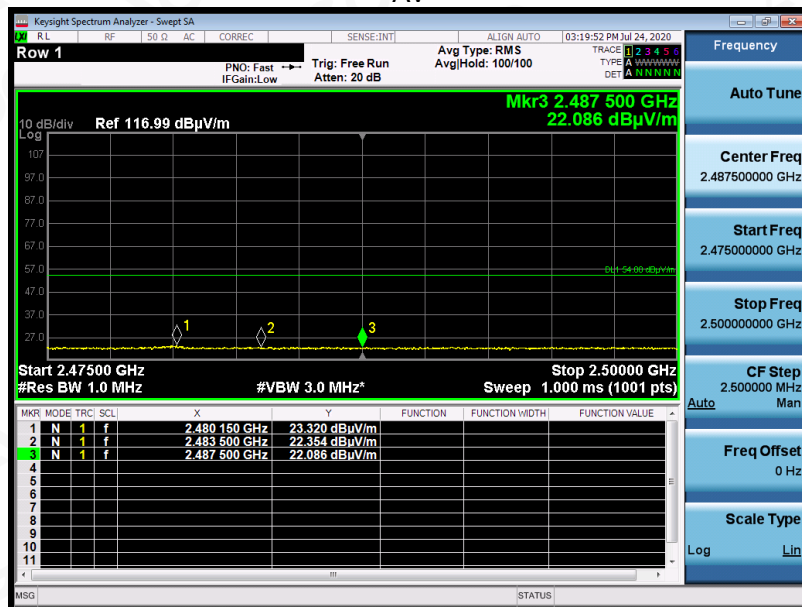 AV
Keysight Spectrum Analyzer - Swept SA
RL RF 50 Ω AC CORREC SENSE:INT ALIGN AUTO 03:19:52 PM Jul 24, 2020
Row 1
PNO: Fast
IFGain:Low
Trig: Free Run
Atten: 20 dB
Avg Type: RMS
Avg|Hold: 100/100
TRACE 1 2 3 4 5 6
TYPE A WWWWW
DET A N N N N N
Mkr3 2.487 500 GHz
22.086 dBµV/m
10 dB/div Ref 116.99 dBµV/m
Log
107
97.0
87.0
77.0
67.0
57.0
DL1 54.00 dBµV/m
47.0
37.0
27.0
1
2
3
Start 2.47500 GHz Stop 2.50000 GHz
#Res BW 1.0 MHz #VBW 3.0 MHz* Sweep 1.000 ms (1001 pts)
MKR MODE TRC SCL X Y FUNCTION FUNCTION WIDTH FUNCTION VALUE
1 N 1 f 2.480 150 GHz 23.320 dBµV/m
2 N 1 f 2.483 500 GHz 22.354 dBµV/m
3 N 1 f 2.487 500 GHz 22.086 dBµV/m
4
5
6
7
8
9
10
11
MSG STATUS
Frequency
Auto Tune
Center Freq
2.487500000 GHz
Start Freq
2.475000000 GHz
Stop Freq
2.500000000 GHz
CF Step
2.500000 MHz
Auto Man
Freq Offset
0 Hz
Scale Type
Log Lin